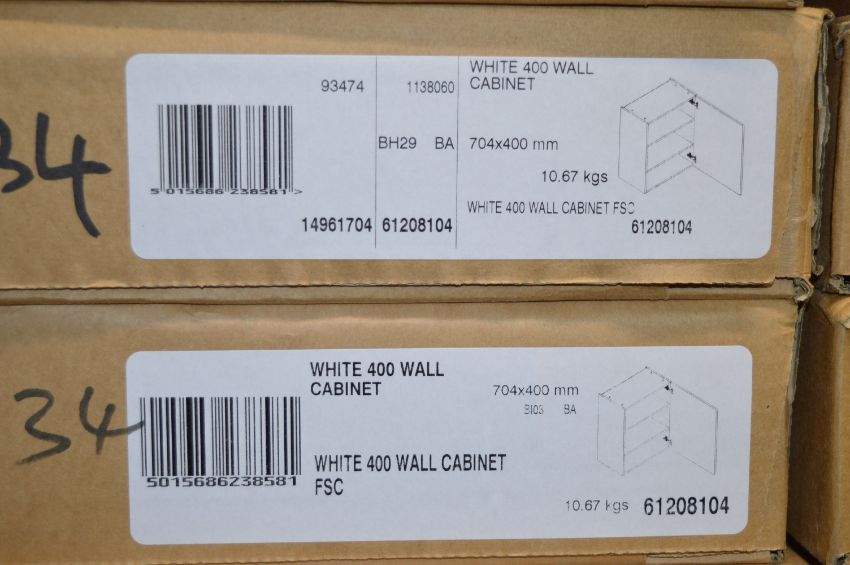 34
93474
1138060
WHITE 400 WALL
CABINET
BH29 BA
704x400 mm
10.67 kgs
5 015686 238581 >
WHITE 400 WALL CABINET FSC
14961704
61208104
61208104
34
WHITE 400 WALL
CABINET
704x400 mm
BI03 BA
5015686238581
WHITE 400 WALL CABINET
FSC
10.67 kgs
61208104